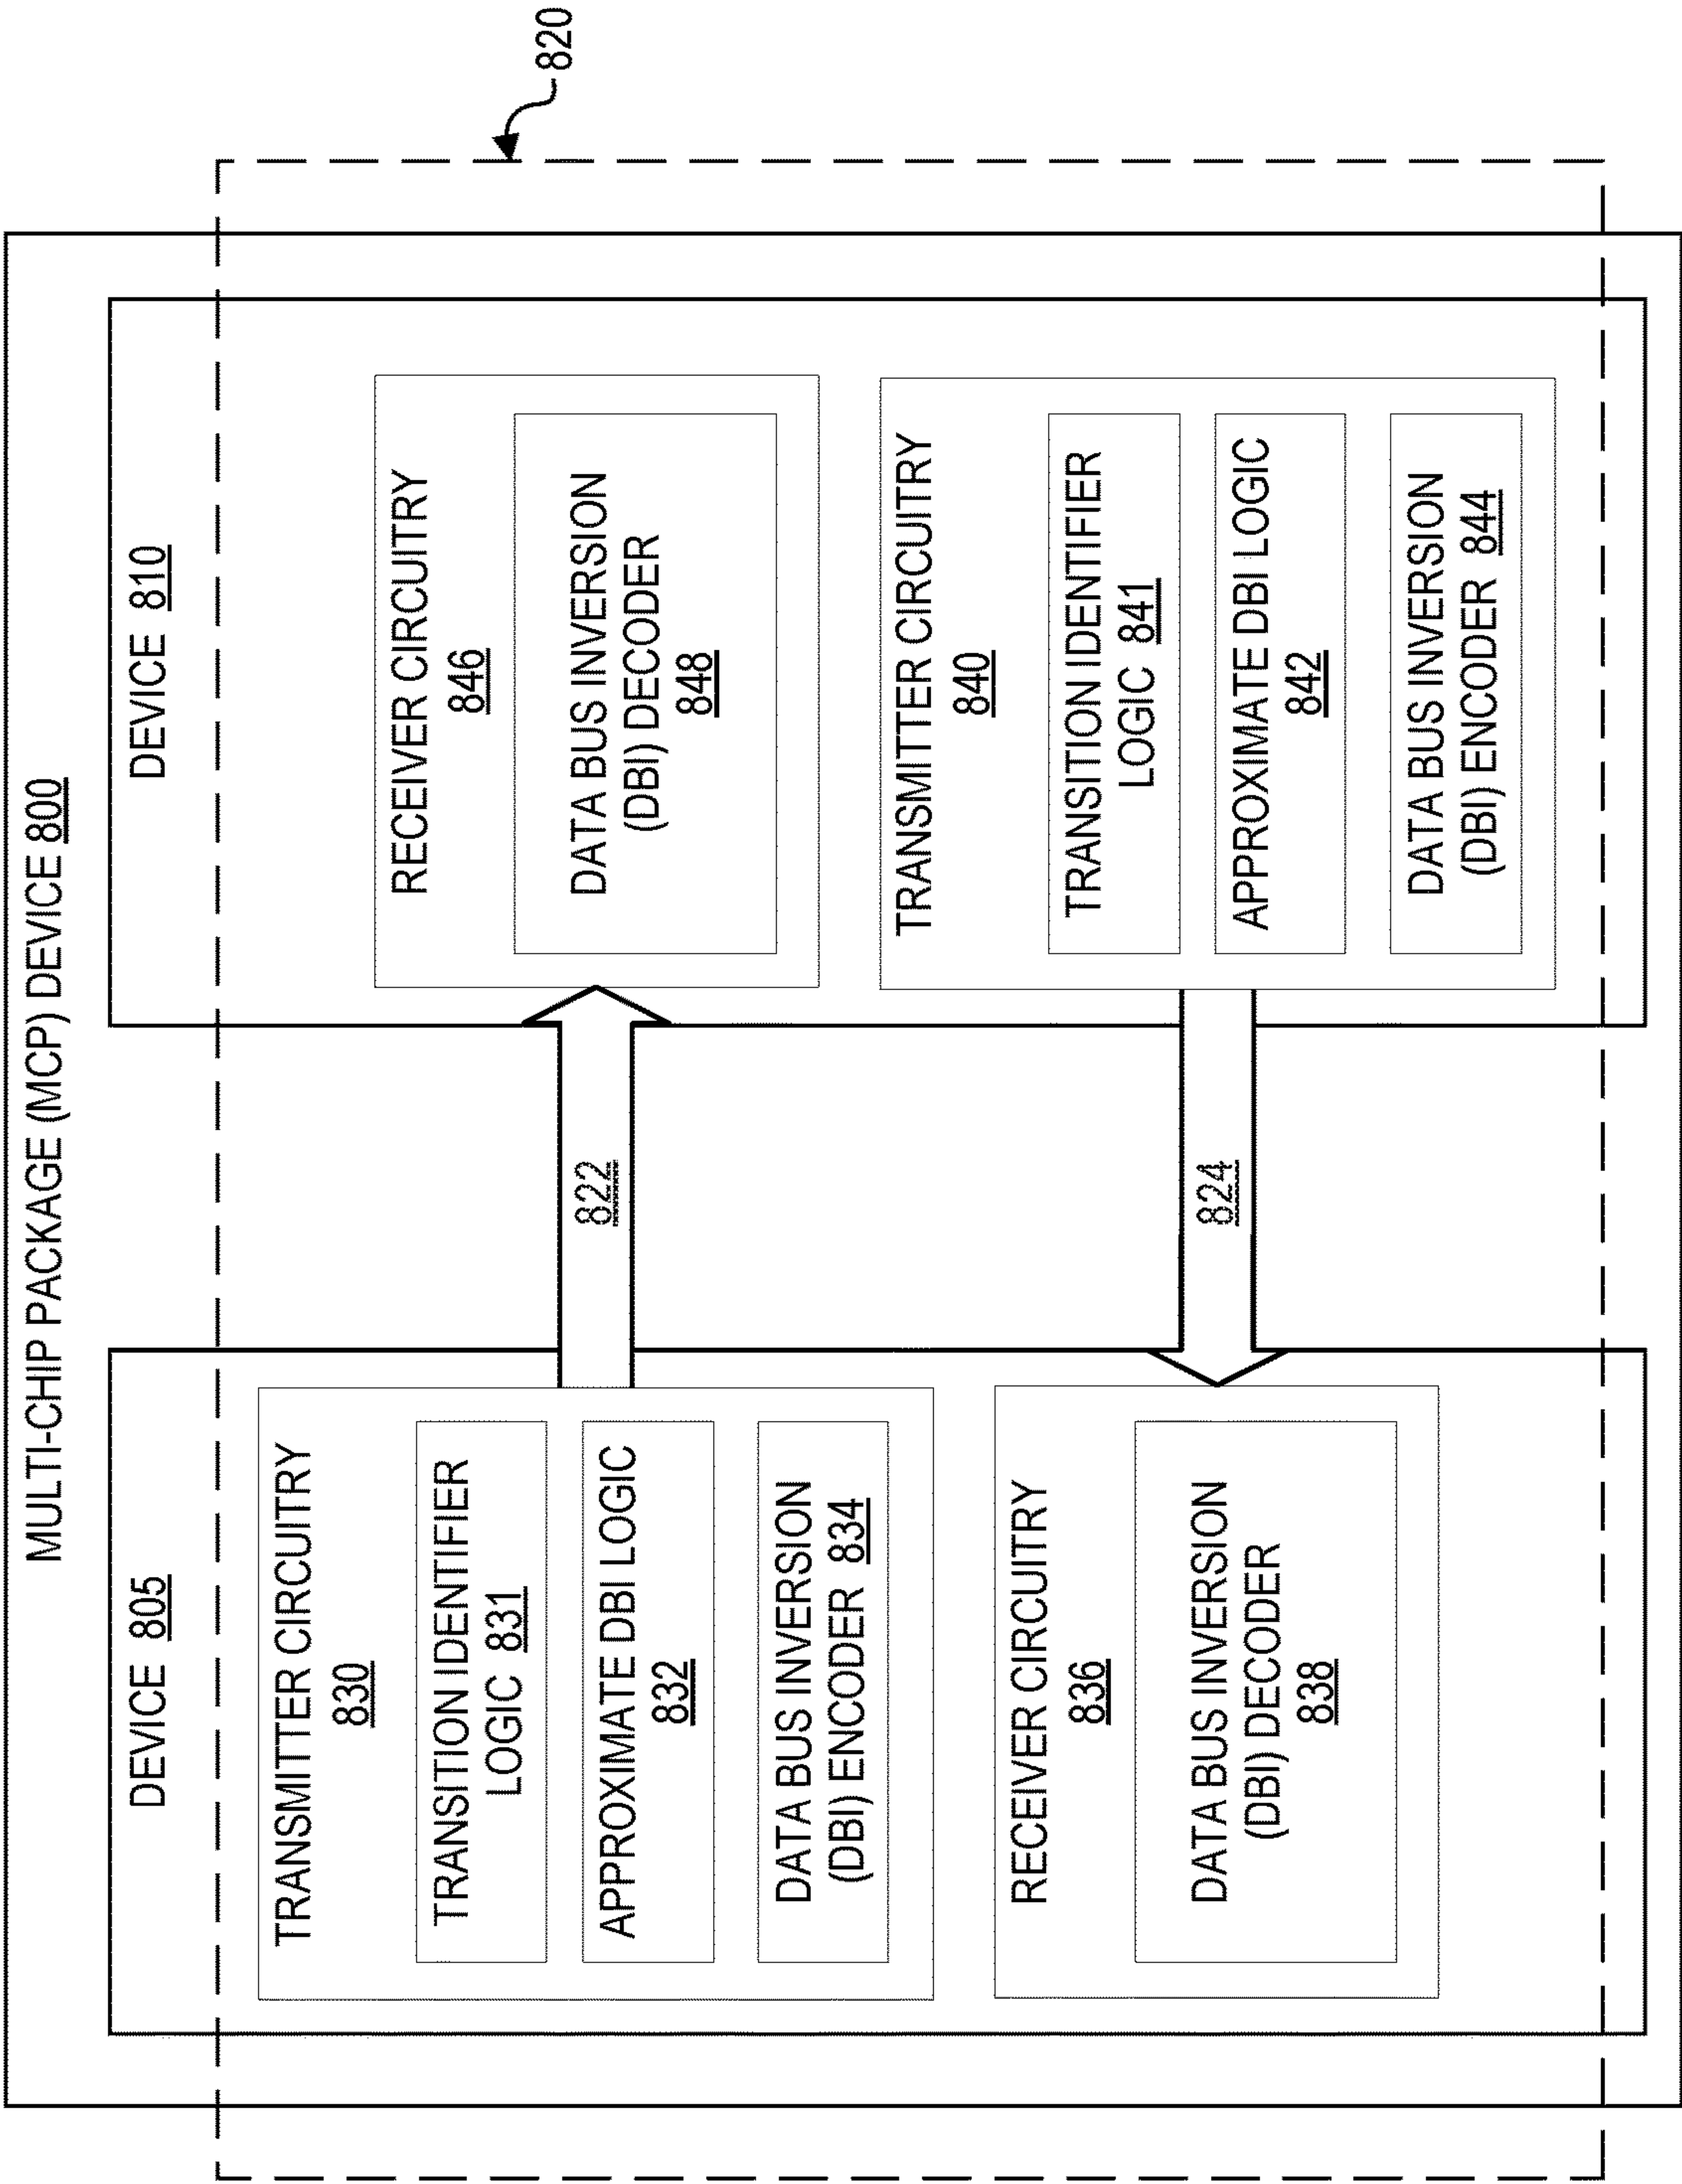 MULTI-CHIP PACKAGE (MCP) DEVICE 800
DEVICE 805
TRANSMITTER CIRCUITRY
830
TRANSITION IDENTIFIER
LOGIC 831
APPROXIMATE DBI LOGIC
832
DATA BUS INVERSION
(DBI) ENCODER 834
RECEIVER CIRCUITRY
836
DATA BUS INVERSION
(DBI) DECODER
838
822
824
DEVICE 810
RECEIVER CIRCUITRY
846
DATA BUS INVERSION
(DBI) DECODER
848
TRANSMITTER CIRCUITRY
840
TRANSITION IDENTIFIER
LOGIC 841
APPROXIMATE DBI LOGIC
842
DATA BUS INVERSION
(DBI) ENCODER 844
820